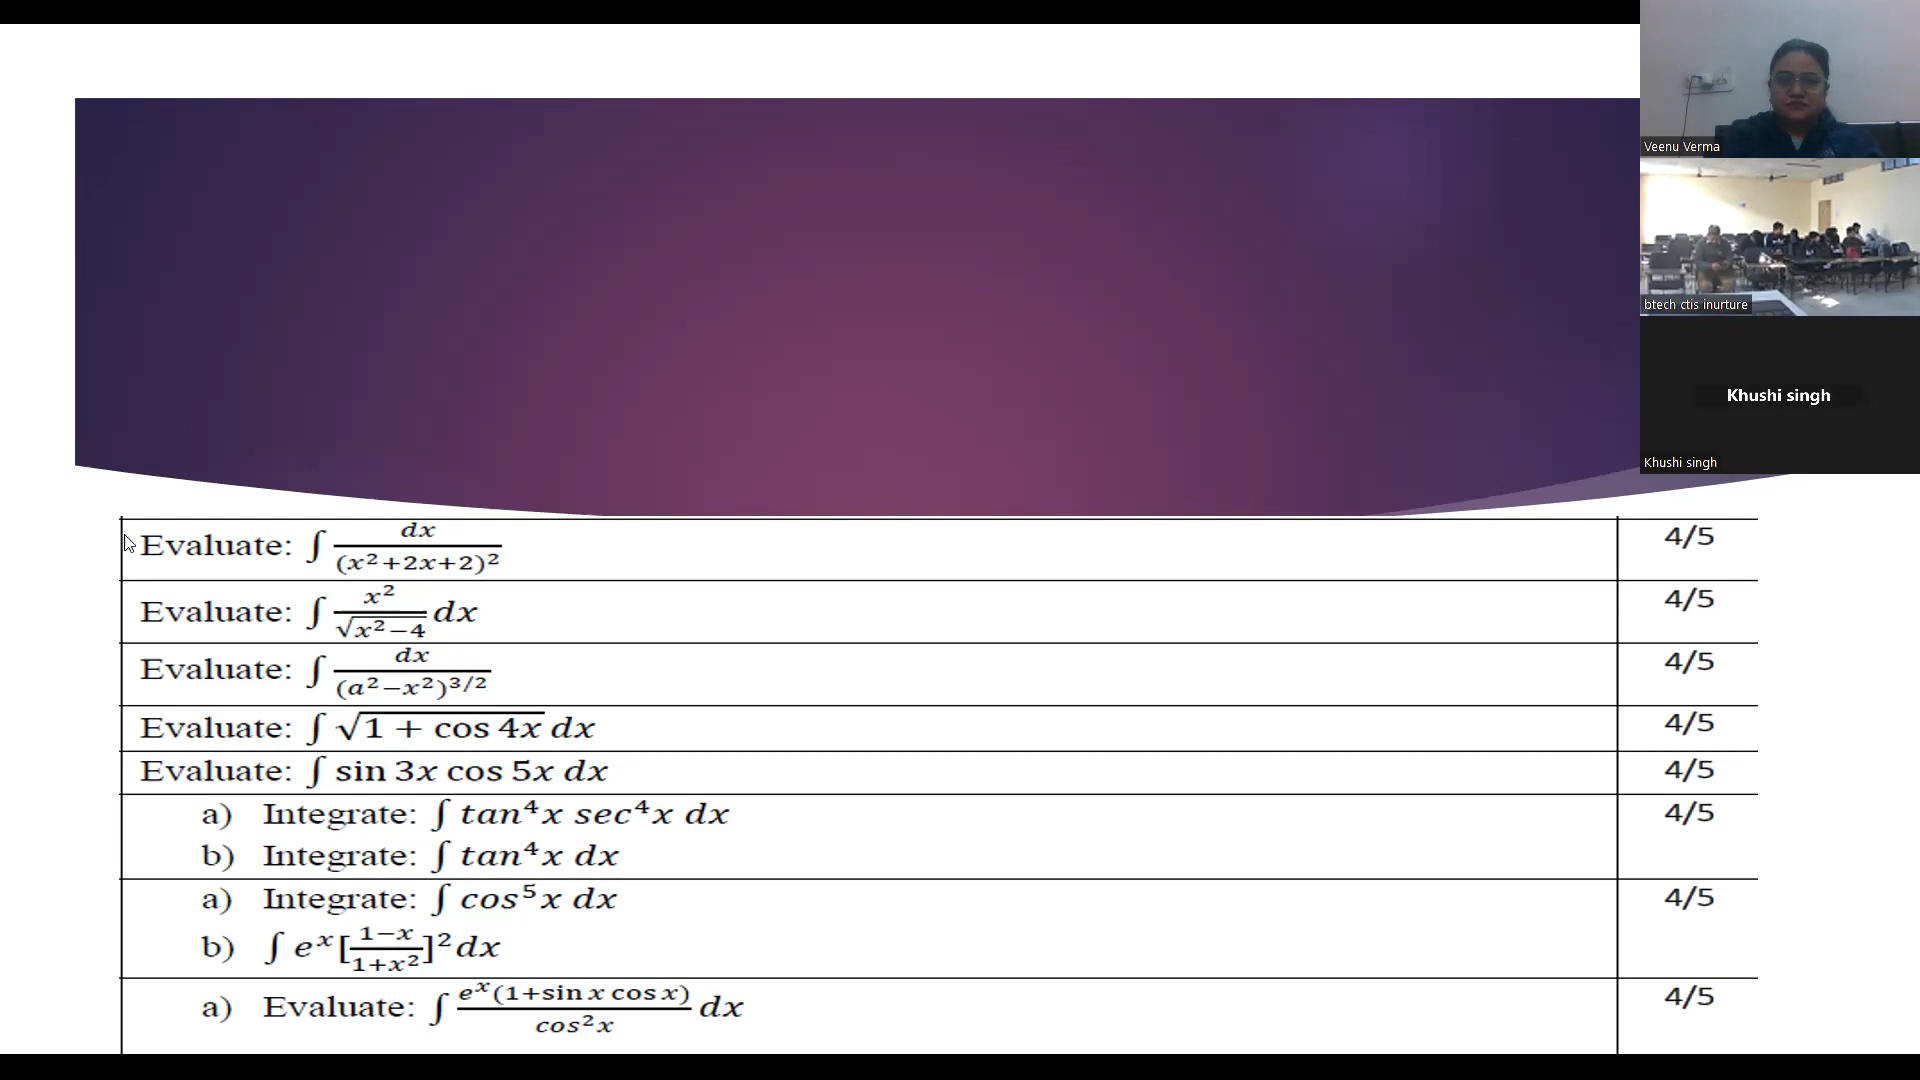 Veenu Verma
btech ctis inurture
Khushi singh
Khushi singh
Evaluate: ∫ dx/(x²+2x+2)² 4/5
Evaluate: ∫ x²/√(x²−4) dx 4/5
Evaluate: ∫ dx/(a²−x²)^{3/2} 4/5
Evaluate: ∫ √(1 + cos 4x) dx 4/5
Evaluate: ∫ sin 3x cos 5x dx 4/5
a) Integrate: ∫ tan⁴x sec⁴x dx 4/5
b) Integrate: ∫ tan⁴x dx
a) Integrate: ∫ cos⁵x dx 4/5
b) ∫ eˣ[(1−x)/(1+x²)]² dx
a) Evaluate: ∫ eˣ(1+sin x cos x)/cos²x dx 4/5